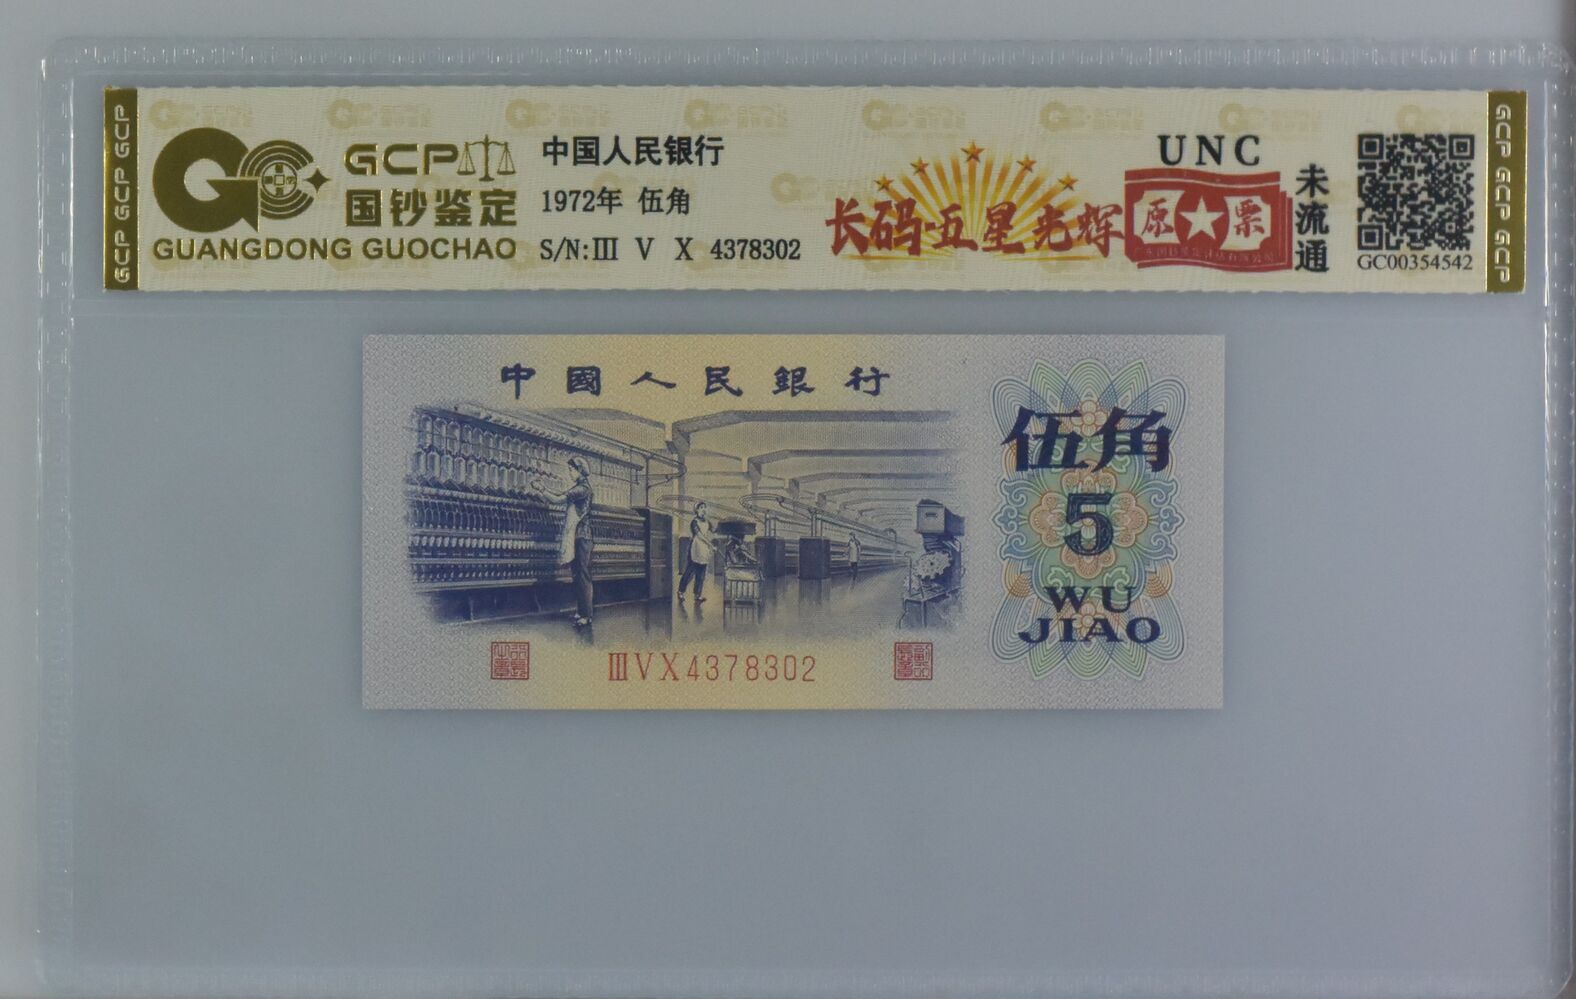 GCP GCP GCP
GCP
国钞鉴定
GUANGDONG GUOCHAO
中国人民银行
1972年 伍角
S/N:Ⅲ V X 4378302
长码·五星光辉
原★票
UNC
未流通
GC00354542
GCP GCP GCP
中國人民銀行
伍角
5
WU
JIAO
ⅢVX4378302